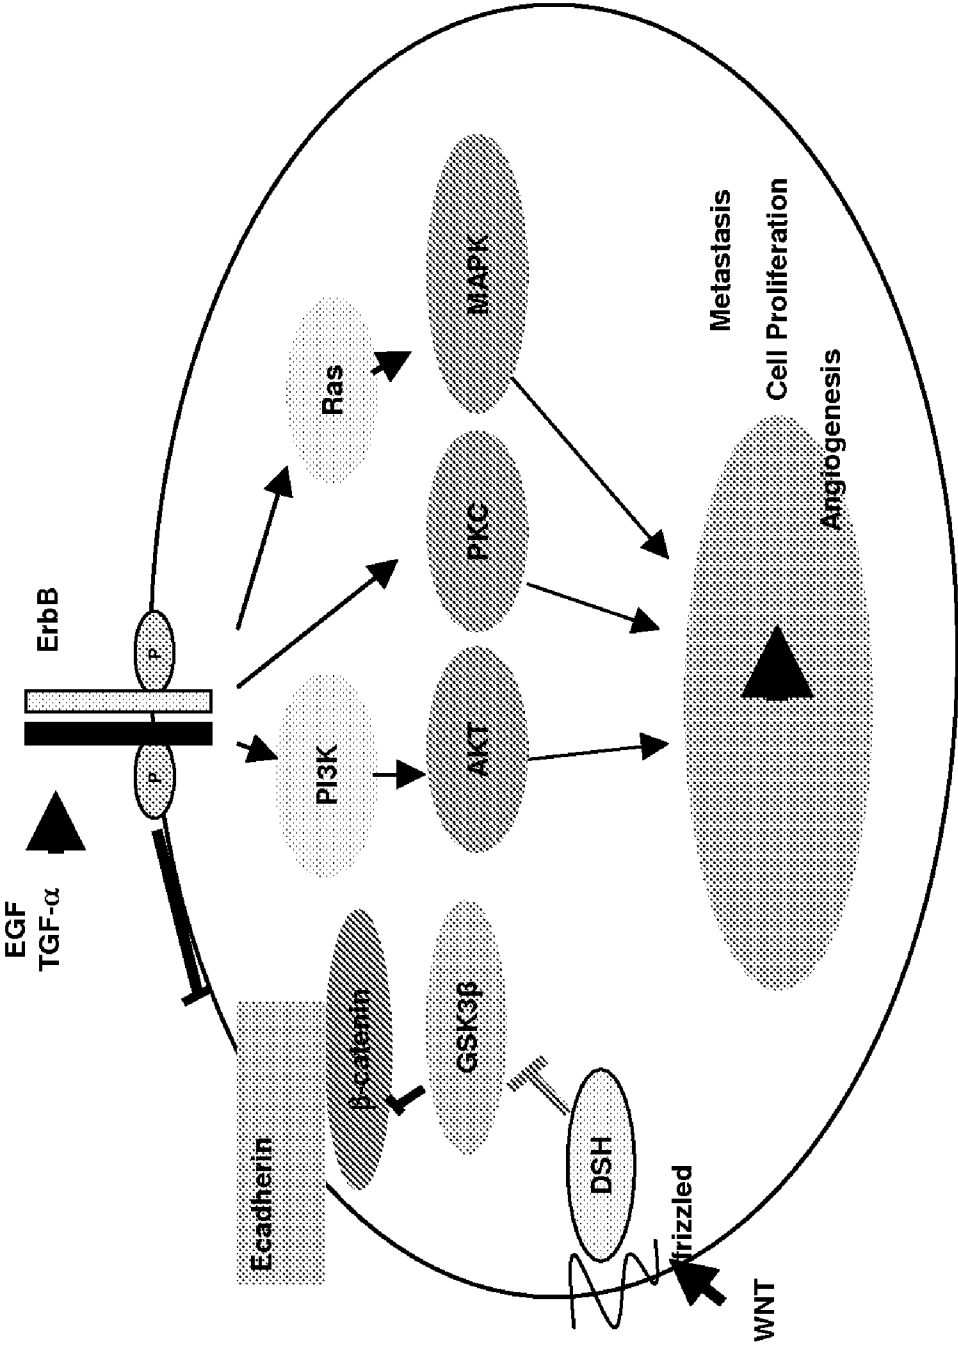 EGF
TGF-α
ErbB
P
P
Ecadherin
β-catenin
PI3K
Ras
GSK3β
AKT
PKC
MAPK
DSH
frizzled
WNT
Metastasis
Cell Proliferation
Angiogenesis